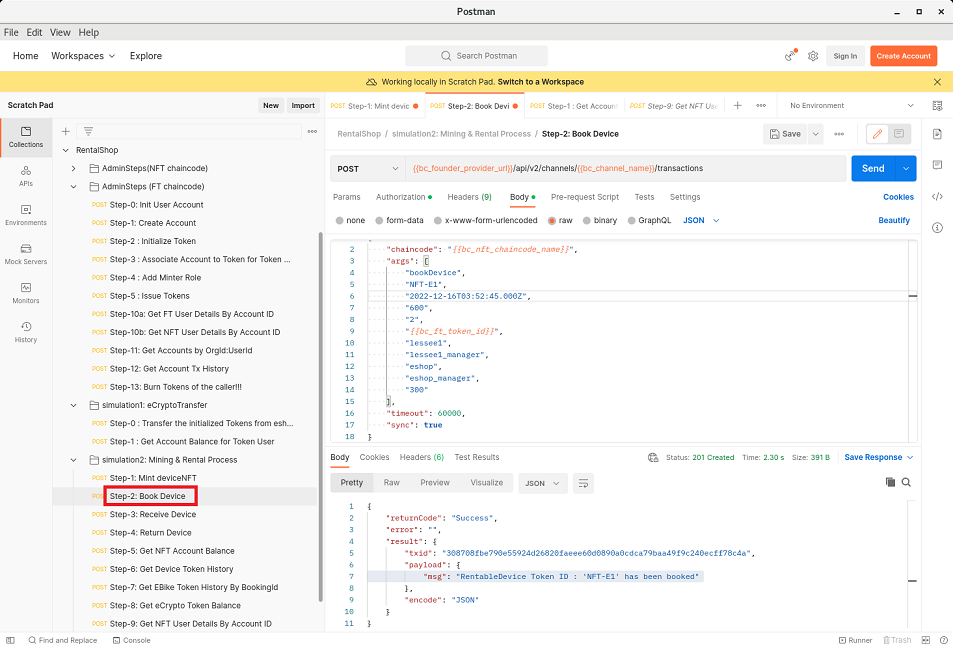 Postman
File Edit View Help
Home Workspaces Explore
Search Postman
Sign In
Create Account
Working locally in Scratch Pad. Switch to a Workspace
Scratch Pad
New
Import
Collections
APIs
Environments
Mock Servers
Monitors
History
RentalShop
AdminSteps(NFT chaincode)
AdminSteps (FT chaincode)
POST Step-0: Init User Account
POST Step-1: Create Account
POST Step-2 : Initialize Token
POST Step-3 : Associate Account to Token for Token ...
POST Step-4 : Add Minter Role
POST Step-5 : Issue Tokens
POST Step-10a: Get FT User Details By Account ID
POST Step-10b: Get NFT User Details By Account ID
POST Step-11: Get Accounts by OrgId:UserId
POST Step-12: Get Account Tx History
POST Step-13: Burn Tokens of the caller!!!
simulation1: eCryptoTransfer
POST Step-0 : Transfer the initialized Tokens from esh...
POST Step-1 : Get Account Balance for Token User
simulation2: Mining & Rental Process
POST Step-1: Mint deviceNFT
POST Step-2: Book Device
POST Step-3: Receive Device
POST Step-4: Return Device
POST Step-5: Get NFT Account Balance
POST Step-6: Get Device Token History
POST Step-7: Get EBike Token History By BookingId
POST Step-8: Get eCrypto Token Balance
POST Step-9: Get NFT User Details By Account ID
POST Step-1: Mint devic
POST Step-2: Book Devi
POST Step-1 : Get Account
POST Step-9: Get NFT Use
No Environment
RentalShop / simulation2: Mining & Rental Process / Step-2: Book Device
Save
POST
{{bc_founder_provider_url}}/api/v2/channels/{{bc_channel_name}}/transactions
Send
Params Authorization Headers (9) Body Pre-request Script Tests Settings
Cookies
none form-data x-www-form-urlencoded raw binary GraphQL JSON
Beautify
2 "chaincode": "{{bc_nft_chaincode_name}}",
3 "args": [
4 "bookDevice",
5 "NFT-E1",
6 "2022-12-16T03:52:45.000Z",
7 "600",
8 "2",
9 "{{bc_ft_token_id}}",
10 "lessee1",
11 "lessee1_manager",
12 "eshop",
13 "eshop_manager",
14 "300"
15 ],
16 "timeout": 60000,
17 "sync": true
18 }
Body Cookies Headers (6) Test Results
Status: 201 Created Time: 2.30 s Size: 391 B
Save Response
Pretty Raw Preview Visualize JSON
1 {
2 "returnCode": "Success",
3 "error": "",
4 "result": {
5 "txid": "308708fbe790e55924d26820faeee60d0890a0cdca79baa49f9c240ecff78c4a",
6 "payload": {
7 "msg": "RentableDevice Token ID : 'NFT-E1' has been booked"
8 },
9 "encode": "JSON"
10 }
11 }
Find and Replace
Console
Runner
Trash